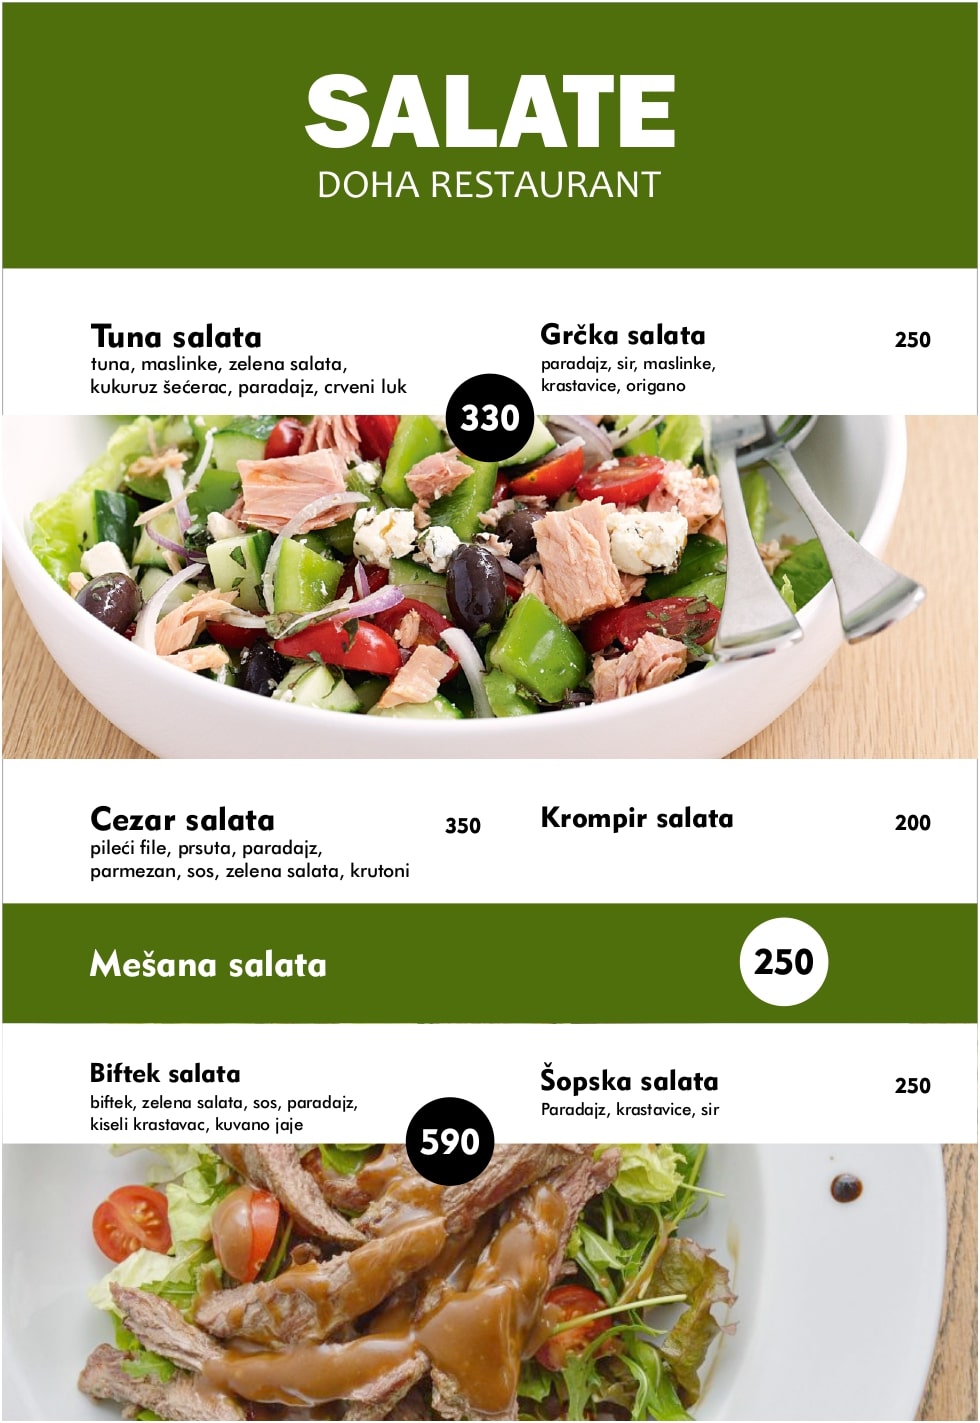 SALATE
DOHA RESTAURANT
Tuna salata
tuna, maslinke, zelena salata,
kukuruz šećerac, paradajz, crveni luk
330
Grčka salata
250
paradajz, sir, maslinke,
krastavice, origano
Cezar salata
350
pileći file, prsuta, paradajz,
parmezan, sos, zelena salata, krutoni
Krompir salata
200
Mešana salata
250
Biftek salata
biftek, zelena salata, sos, paradajz,
kiseli krastavac, kuvano jaje
590
Šopska salata
250
Paradajz, krastavice, sir